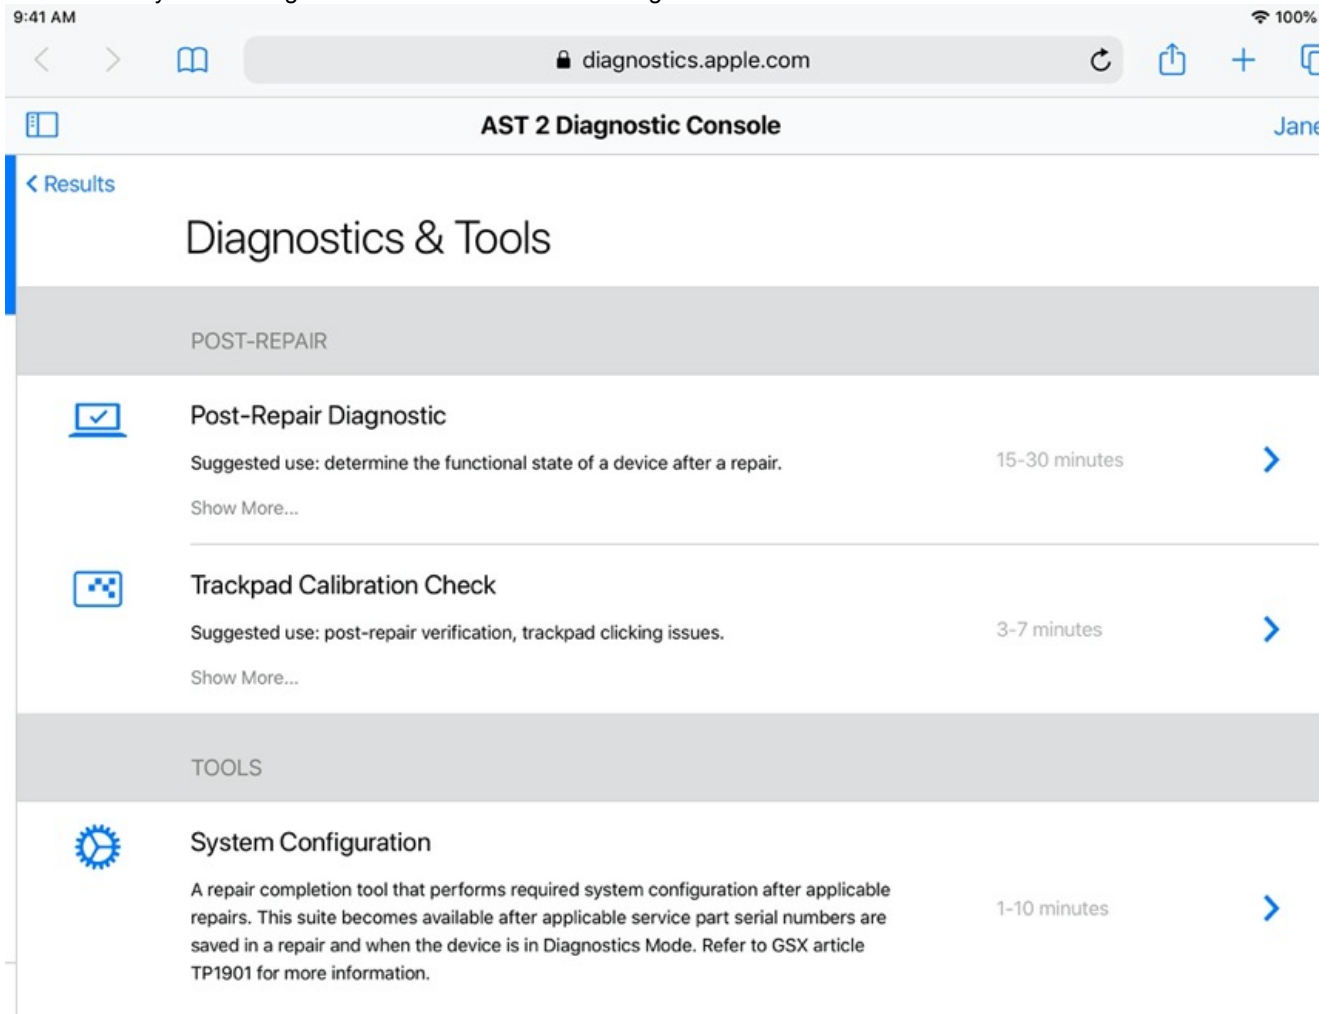 9:41 AM 100%
diagnostics.apple.com
AST 2 Diagnostic Console
Jane
Results
Diagnostics & Tools
POST-REPAIR
Post-Repair Diagnostic
Suggested use: determine the functional state of a device after a repair.
15-30 minutes
Show More...
Trackpad Calibration Check
Suggested use: post-repair verification, trackpad clicking issues.
3-7 minutes
Show More...
TOOLS
System Configuration
A repair completion tool that performs required system configuration after applicable
repairs. This suite becomes available after applicable service part serial numbers are
1-10 minutes
saved in a repair and when the device is in Diagnostics Mode. Refer to GSX article
TP1901 for more information.